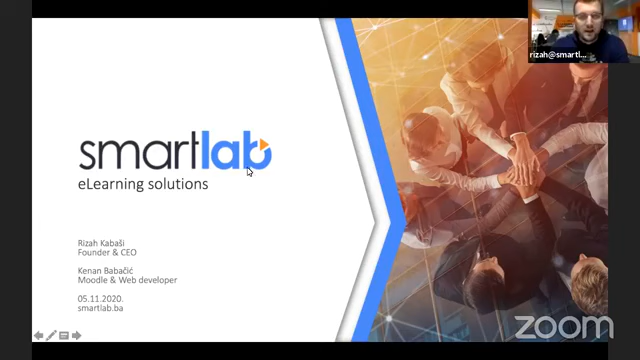 rizah@smartl...
smartlab
eLearning solutions
Rizah Kabaši
Founder & CEO
Kenan Babačić
Moodle & Web developer
05.11.2020.
smartlab.ba
zoom